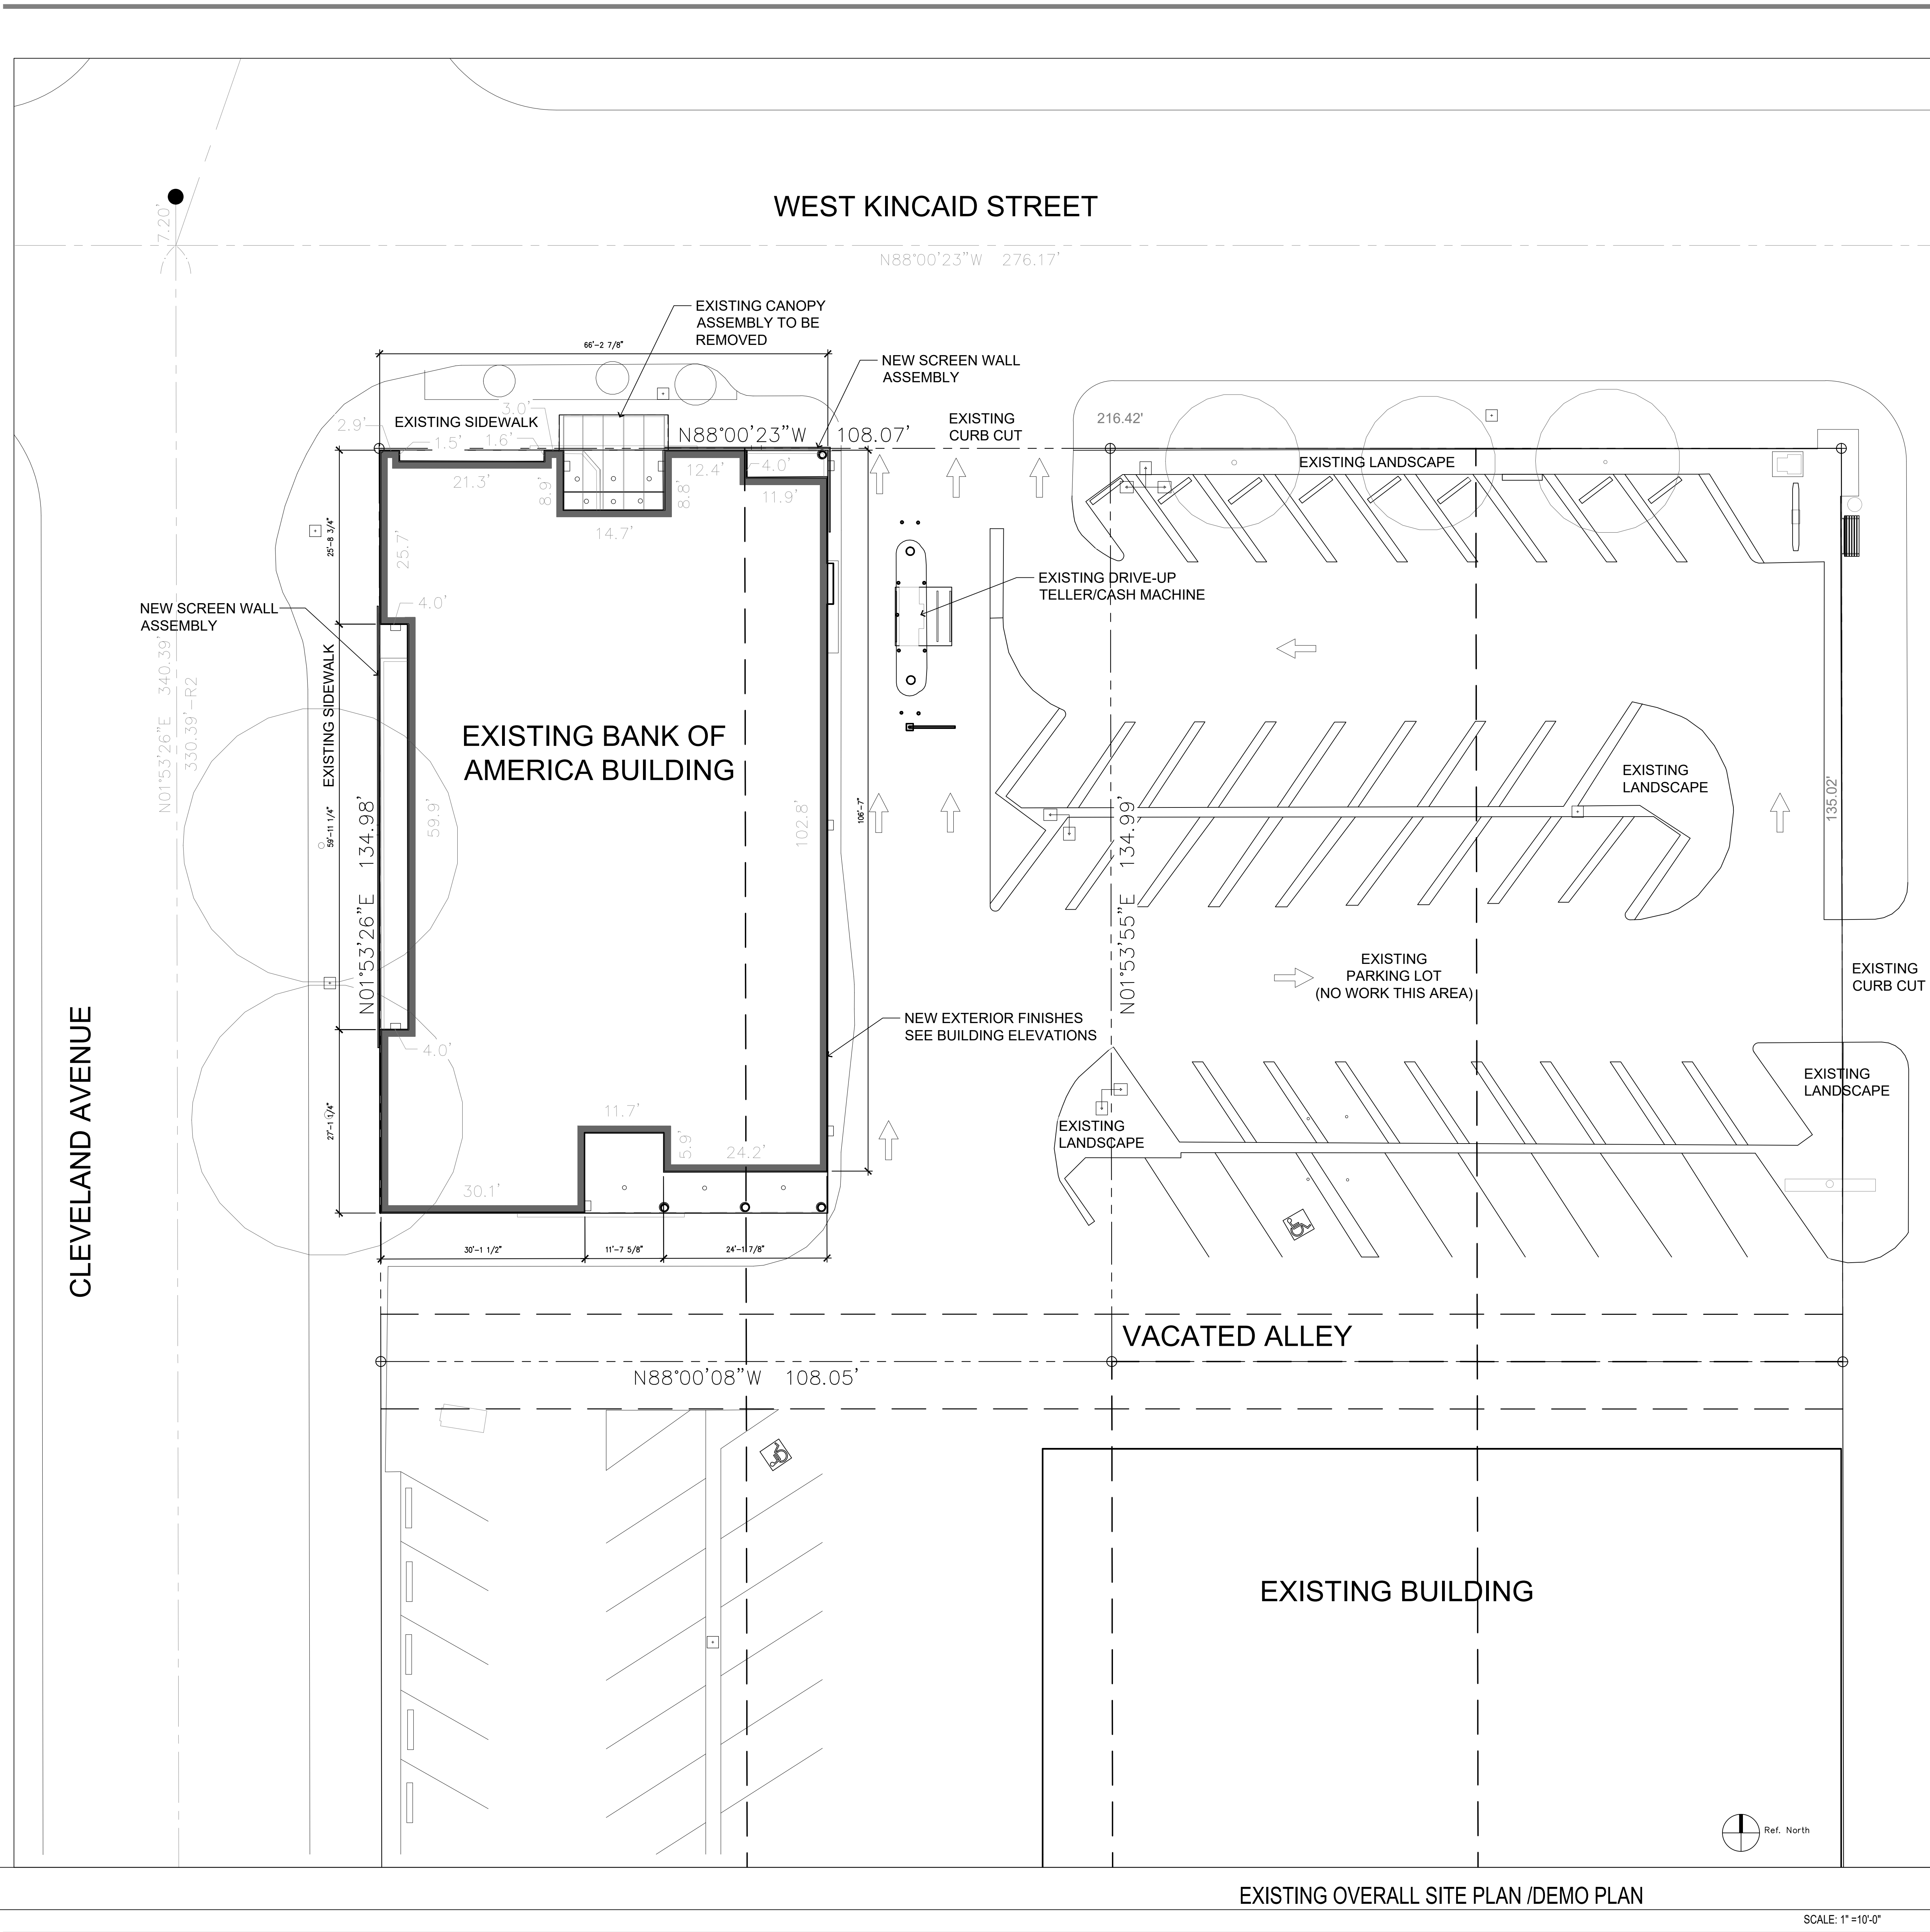 WEST KINCAID STREET
7.20'
N88°00'23"W 276.17'
EXISTING CANOPY
ASSEMBLY TO BE
REMOVED
66'-2 7/8"
NEW SCREEN WALL
ASSEMBLY
EXISTING
CURB CUT
216.42'
2.9'
EXISTING SIDEWALK
3.0'
N88°00'23"W 108.07'
1.5'
1.6'
12.4'
4.0'
EXISTING LANDSCAPE
21.3'
8.9'
8.8'
11.9'
14.7'
25'-8 3/4"
25.7'
EXISTING DRIVE-UP
TELLER/CASH MACHINE
NEW SCREEN WALL
ASSEMBLY
4.0'
N01°53'26"E 340.39'
330.39'-R2
EXISTING SIDEWALK
EXISTING BANK OF
AMERICA BUILDING
EXISTING
LANDSCAPE
59'-11 1/4"
N01°53'26"E 134.98'
59.9'
102.8'
106'-7"
N01°53'55"E 134.99'
135.02'
EXISTING
PARKING LOT
(NO WORK THIS AREA)
EXISTING
CURB CUT
NEW EXTERIOR FINISHES
SEE BUILDING ELEVATIONS
4.0'
CLEVELAND AVENUE
EXISTING
LANDSCAPE
27'-1 1/4"
11.7'
5.9'
24.2'
EXISTING
LANDSCAPE
30.1'
30'-1 1/2"
11'-7 5/8"
24'-1 7/8"
VACATED ALLEY
N88°00'08"W 108.05'
EXISTING BUILDING
Ref. North
EXISTING OVERALL SITE PLAN /DEMO PLAN
SCALE: 1" =10'-0"